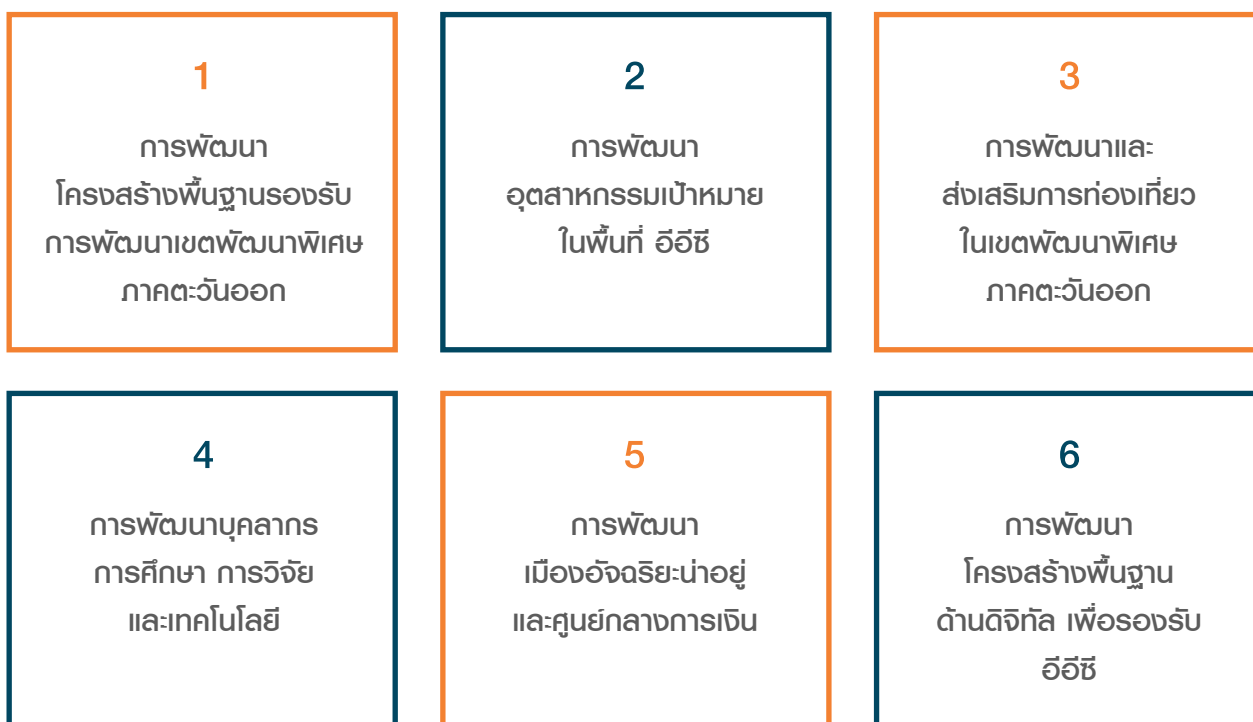 1
การพัฒนา
โครงสร้างพื้นฐานรองรับ
การพัฒนาเขตพัฒนาพิเศษ
ภาคตะวันออก
2
การพัฒนา
อุตสาหกรรมเป้าหมาย
ในพื้นที่ อีอีซี
3
การพัฒนาและ
ส่งเสริมการท่องเที่ยว
ในเขตพัฒนาพิเศษ
ภาคตะวันออก
4
การพัฒนาบุคลากร
การศึกษา การวิจัย
และเทคโนโลยี
5
การพัฒนา
เมืองอัจฉริยะน่าอยู่
และศูนย์กลางการเงิน
6
การพัฒนา
โครงสร้างพื้นฐาน
ด้านดิจิทัล เพื่อรองรับ
อีอีซี